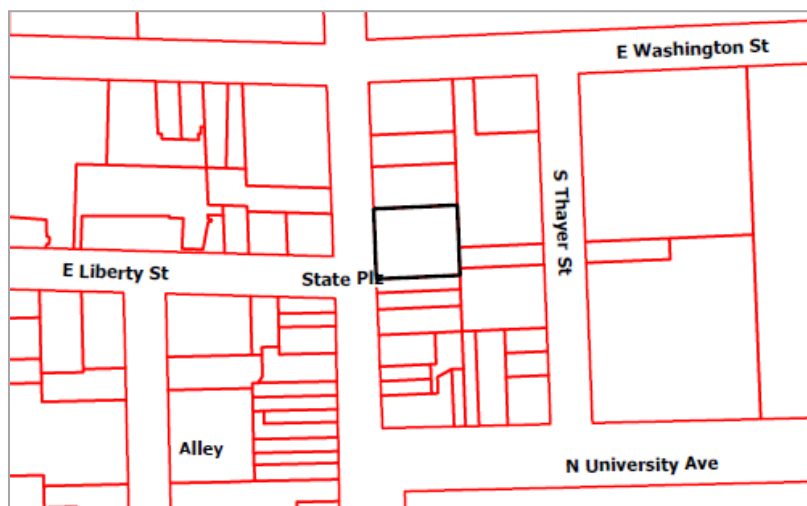 E Washington St
S Thayer St
E Liberty St
State Plz
Alley
N University Ave